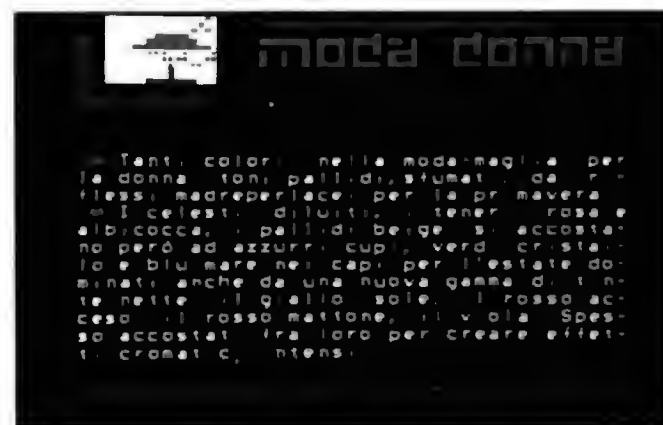 moda donna
Tanti colori nella moda-maglia per
la donna toni pallidi, sfumati da ri-
flessi madreperlacei per la primavera
I celesti diluiti, i teneri rosa e
albicocca, i pallidi beige si accosta-
no però ad azzurri cupi, verdi cristal-
lo e blu mare nei capi per l'estate do-
minati anche da una nuova gamma di tin-
te nette il giallo sole, il rosso ac-
ceso il rosso mattone, il viola Spes-
so accostati fra loro per creare effet-
ti cromatici, intensi